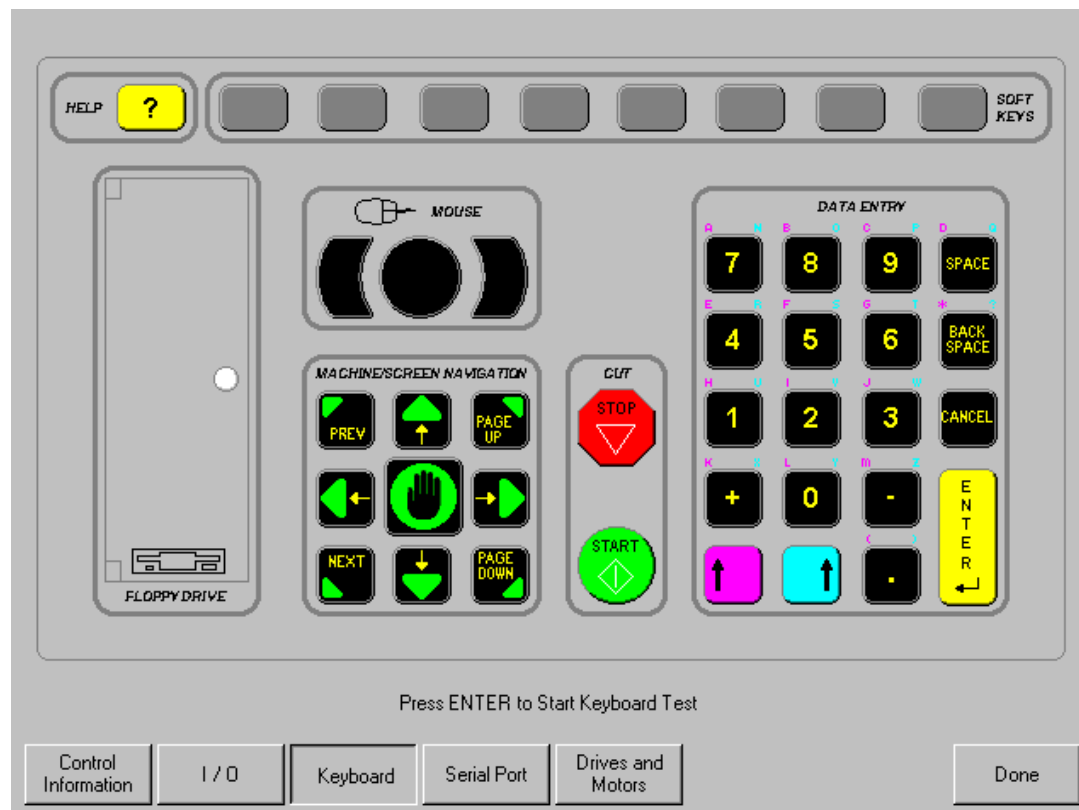 HELP
?
SOFT
KEYS
MOUSE
DATA ENTRY
A N B O C P D Q
7 8 9 SPACE
E R F S G T * ?
4 5 6 BACK
SPACE
MACHINE/SCREEN NAVIGATION
CUT
H U I V J W
PREV
PAGE
UP
STOP
1 2 3 CANCEL
K X L Y M Z
+ 0 -
E
N
T
E
R
NEXT
PAGE
DOWN
START
( )
.
FLOPPY DRIVE
Press ENTER to Start Keyboard Test
Control
Information
I / O
Keyboard
Serial Port
Drives and
Motors
Done